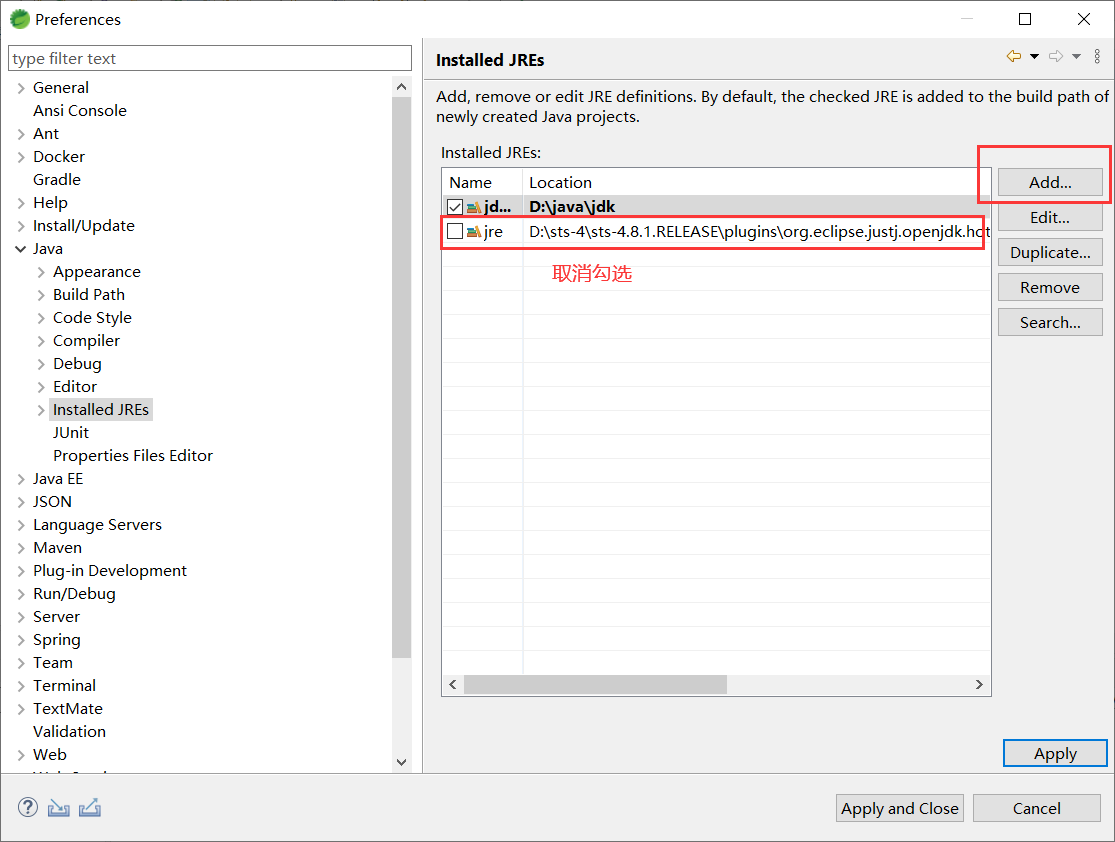 Preferences
type filter text
General
Ansi Console
Ant
Docker
Gradle
Help
Install/Update
Java
Appearance
Build Path
Code Style
Compiler
Debug
Editor
Installed JREs
JUnit
Properties Files Editor
Java EE
JSON
Language Servers
Maven
Plug-in Development
Run/Debug
Server
Spring
Team
Terminal
TextMate
Validation
Web
Installed JREs
Add, remove or edit JRE definitions. By default, the checked JRE is added to the build path of
newly created Java projects.
Installed JREs:
Name Location
jd... D:\java\jdk
jre D:\sts-4\sts-4.8.1.RELEASE\plugins\org.eclipse.justj.openjdk.hot
取消勾选
Add...
Edit...
Duplicate...
Remove
Search...
Apply
?
Apply and Close Cancel